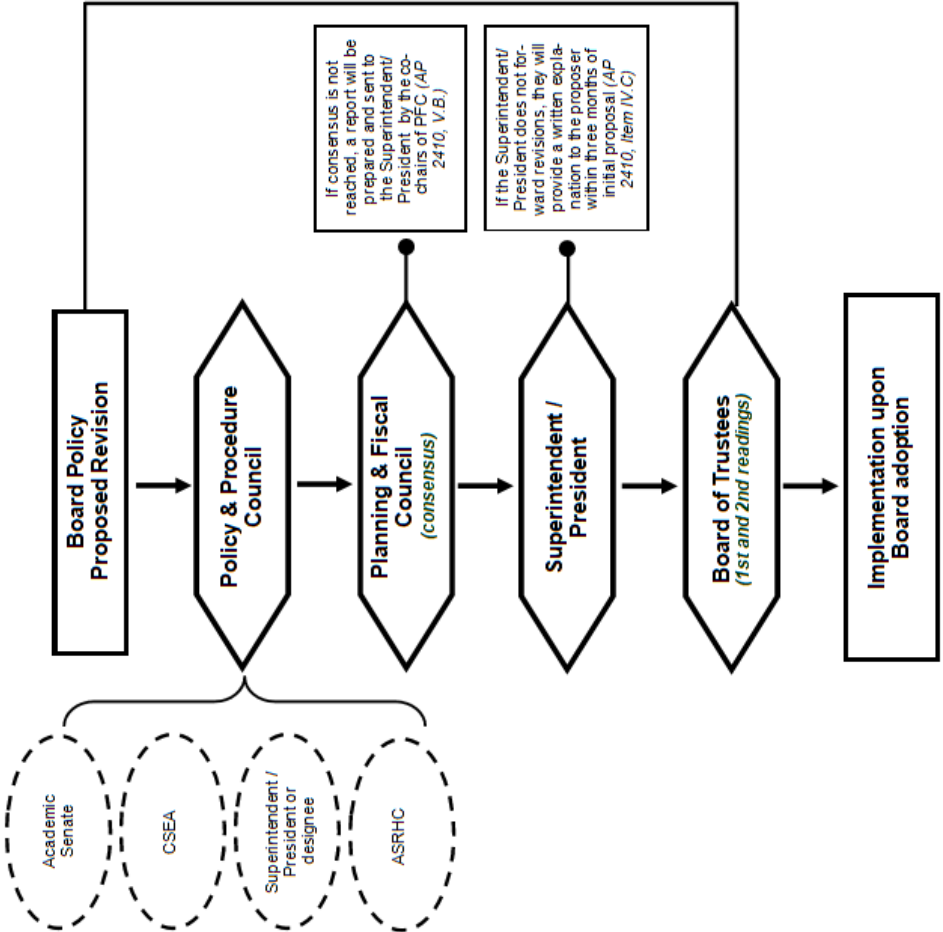 Board Policy
Proposed Revision
Policy & Procedure
Council
Planning & Fiscal
Council
(consensus)
Superintendent /
President
Board of Trustees
(1st and 2nd readings)
Implementation upon
Board adoption
If consensus is not
reached, a report will be
prepared and sent to
the Superintendent/
President by the co-
chairs of PFC (AP
2410, V.B.)
If the Superintendent/
President does not for-
ward revisions, they will
provide a written expla-
nation to the proposer
within three months of
initial proposal (AP
2410, Item IV.C)
Academic
Senate
CSEA
Superintendent /
President or
designee
ASRHC